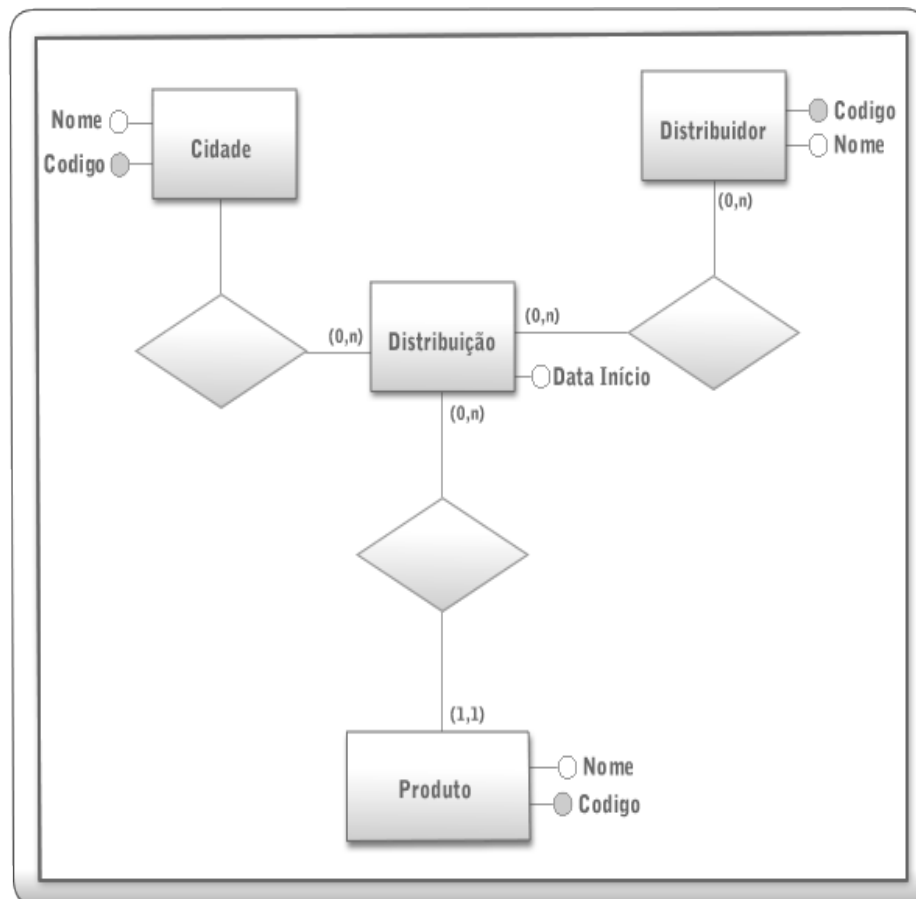 Nome
Codigo
Cidade
Distribuidor
Codigo
Nome
(0,n)
(0,n)
Distribuição
(0,n)
Data Início
(0,n)
(1,1)
Produto
Nome
Codigo